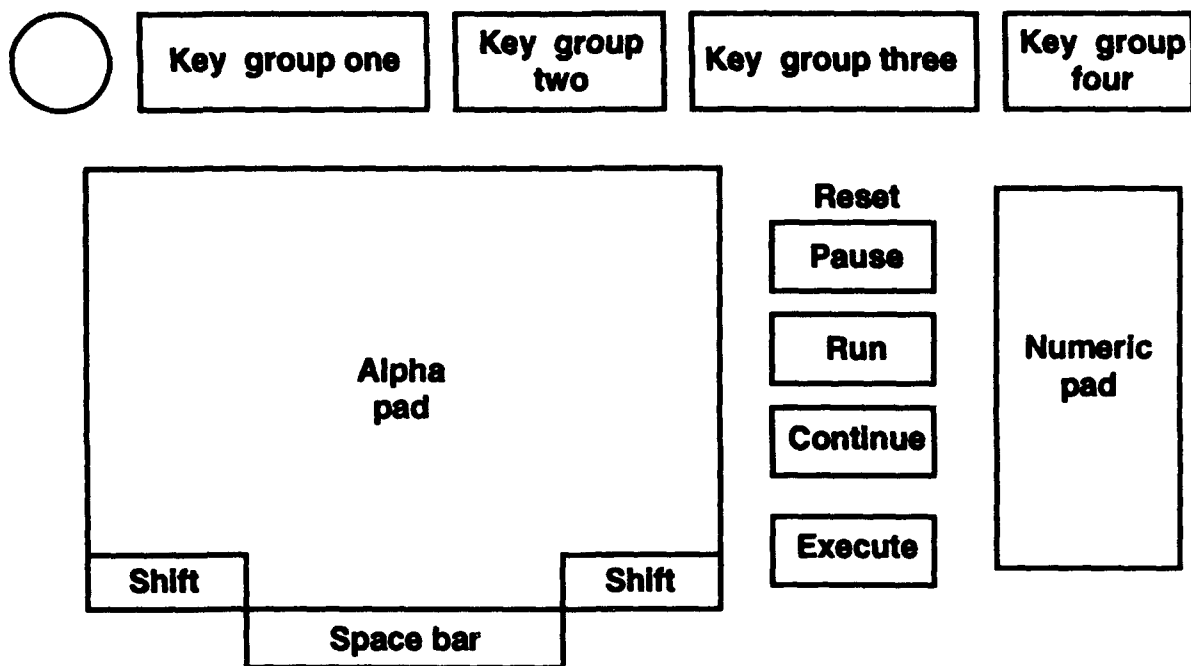 Key group one
Key group
two
Key group three
Key group
four
Reset
Pause
Run
Continue
Execute
Alpha
pad
Numeric
pad
Shift
Shift
Space bar